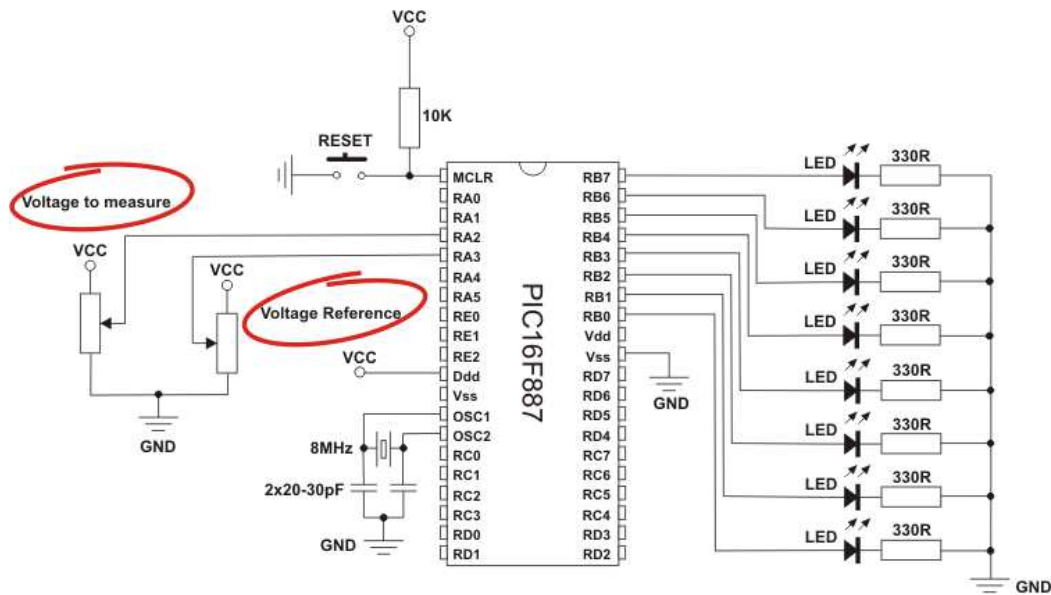 VCC
10K
RESET
Voltage to measure
VCC
VCC
Voltage Reference
GND
VCC
8MHz
2x20-30pF
GND
MCLR
RA0
RA1
RA2
RA3
RA4
RA5
RE0
RE1
RE2
Ddd
Vss
OSC1
OSC2
RC0
RC1
RC2
RC3
RD0
RD1
PIC16F887
RB7
RB6
RB5
RB4
RB3
RB2
RB1
RB0
Vdd
Vss
RD7
RD6
RD5
RD4
RC7
RC6
RC5
RC4
RD3
RD2
GND
LED 330R
LED 330R
LED 330R
LED 330R
LED 330R
LED 330R
LED 330R
LED 330R
GND